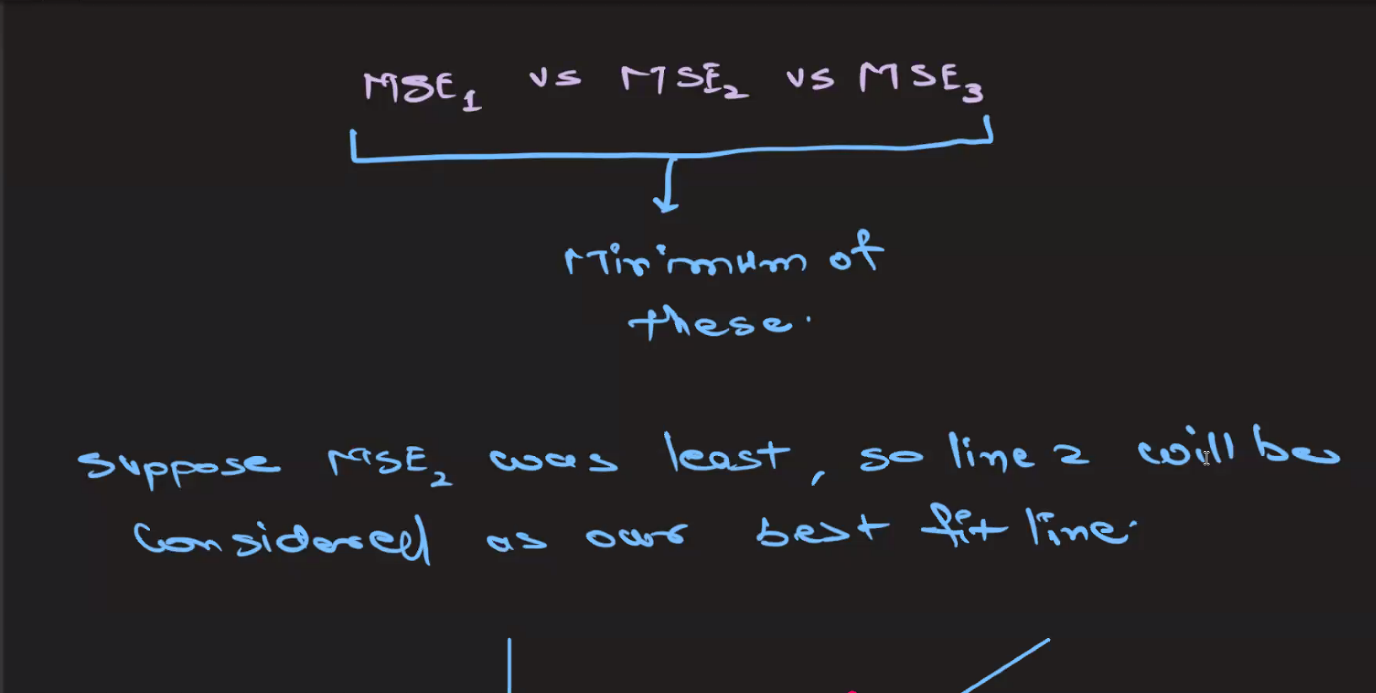 MSE₁ vs MSE₂ vs MSE₃
Minimum of
these.
suppose MSE₂ was least, so line 2 will be
considered as our best fit line.